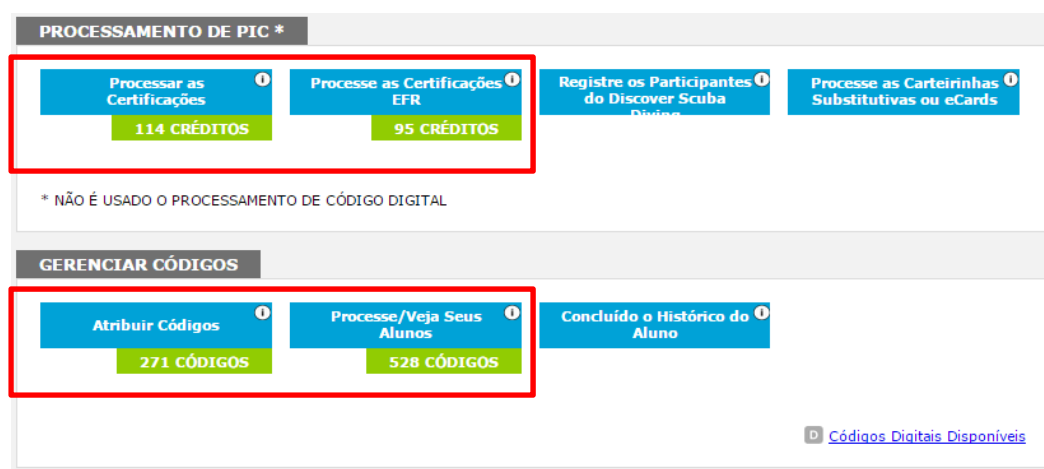 PROCESSAMENTO DE PIC *
Processar as
Certificações
114 CRÉDITOS
Processe as Certificações
EFR
95 CRÉDITOS
Registre os Participantes
do Discover Scuba
Diving
Processe as Carteirinhas
Substitutivas ou eCards
* NÃO É USADO O PROCESSAMENTO DE CÓDIGO DIGITAL
GERENCIAR CÓDIGOS
Atribuir Códigos
271 CÓDIGOS
Processe/Veja Seus
Alunos
528 CÓDIGOS
Concluído o Histórico do
Aluno
D Códigos Digitais Disponíveis